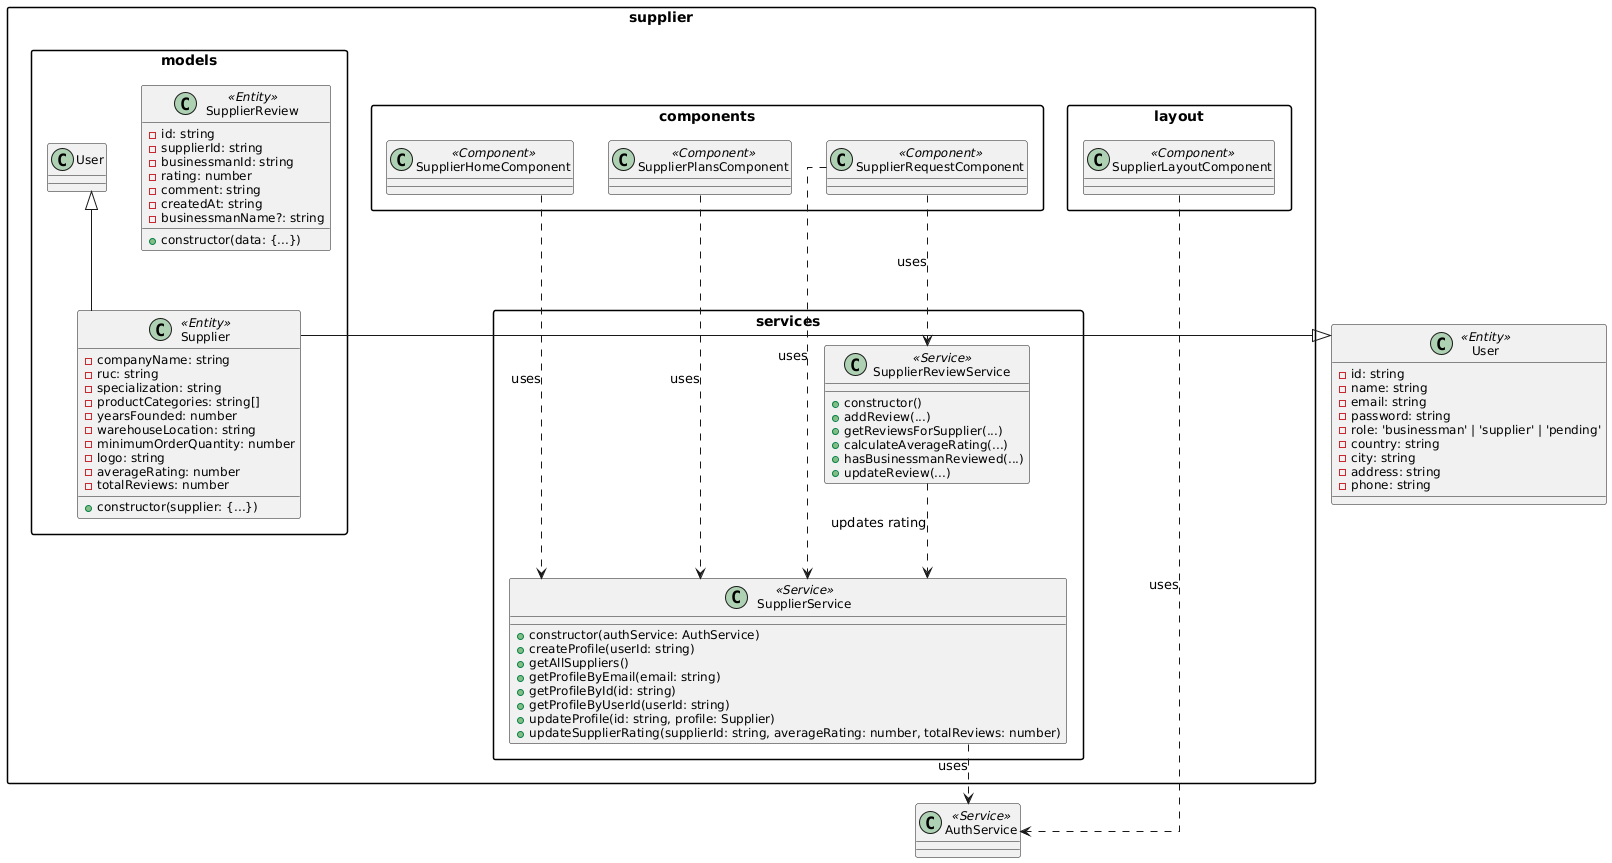 supplier
models
«Entity»
SupplierReview
id: string
supplierId: string
businessmanId: string
rating: number
comment: string
createdAt: string
businessmanName?: string
constructor(data: {...})
User
«Entity»
Supplier
companyName: string
ruc: string
specialization: string
productCategories: string[]
yearsFounded: number
warehouseLocation: string
minimumOrderQuantity: number
logo: string
averageRating: number
totalReviews: number
constructor(supplier: {...})
components
«Component»
SupplierHomeComponent
«Component»
SupplierPlansComponent
«Component»
SupplierRequestComponent
layout
«Component»
SupplierLayoutComponent
uses
services
uses
uses
uses
«Service»
SupplierReviewService
constructor()
addReview(...)
getReviewsForSupplier(...)
calculateAverageRating(...)
hasBusinessmanReviewed(...)
updateReview(...)
updates rating
«Service»
SupplierService
constructor(authService: AuthService)
createProfile(userId: string)
getAllSuppliers()
getProfileByEmail(email: string)
getProfileById(id: string)
getProfileByUserId(userId: string)
updateProfile(id: string, profile: Supplier)
updateSupplierRating(supplierId: string, averageRating: number, totalReviews: number)
uses
uses
«Service»
AuthService
«Entity»
User
id: string
name: string
email: string
password: string
role: 'businessman' | 'supplier' | 'pending'
country: string
city: string
address: string
phone: string